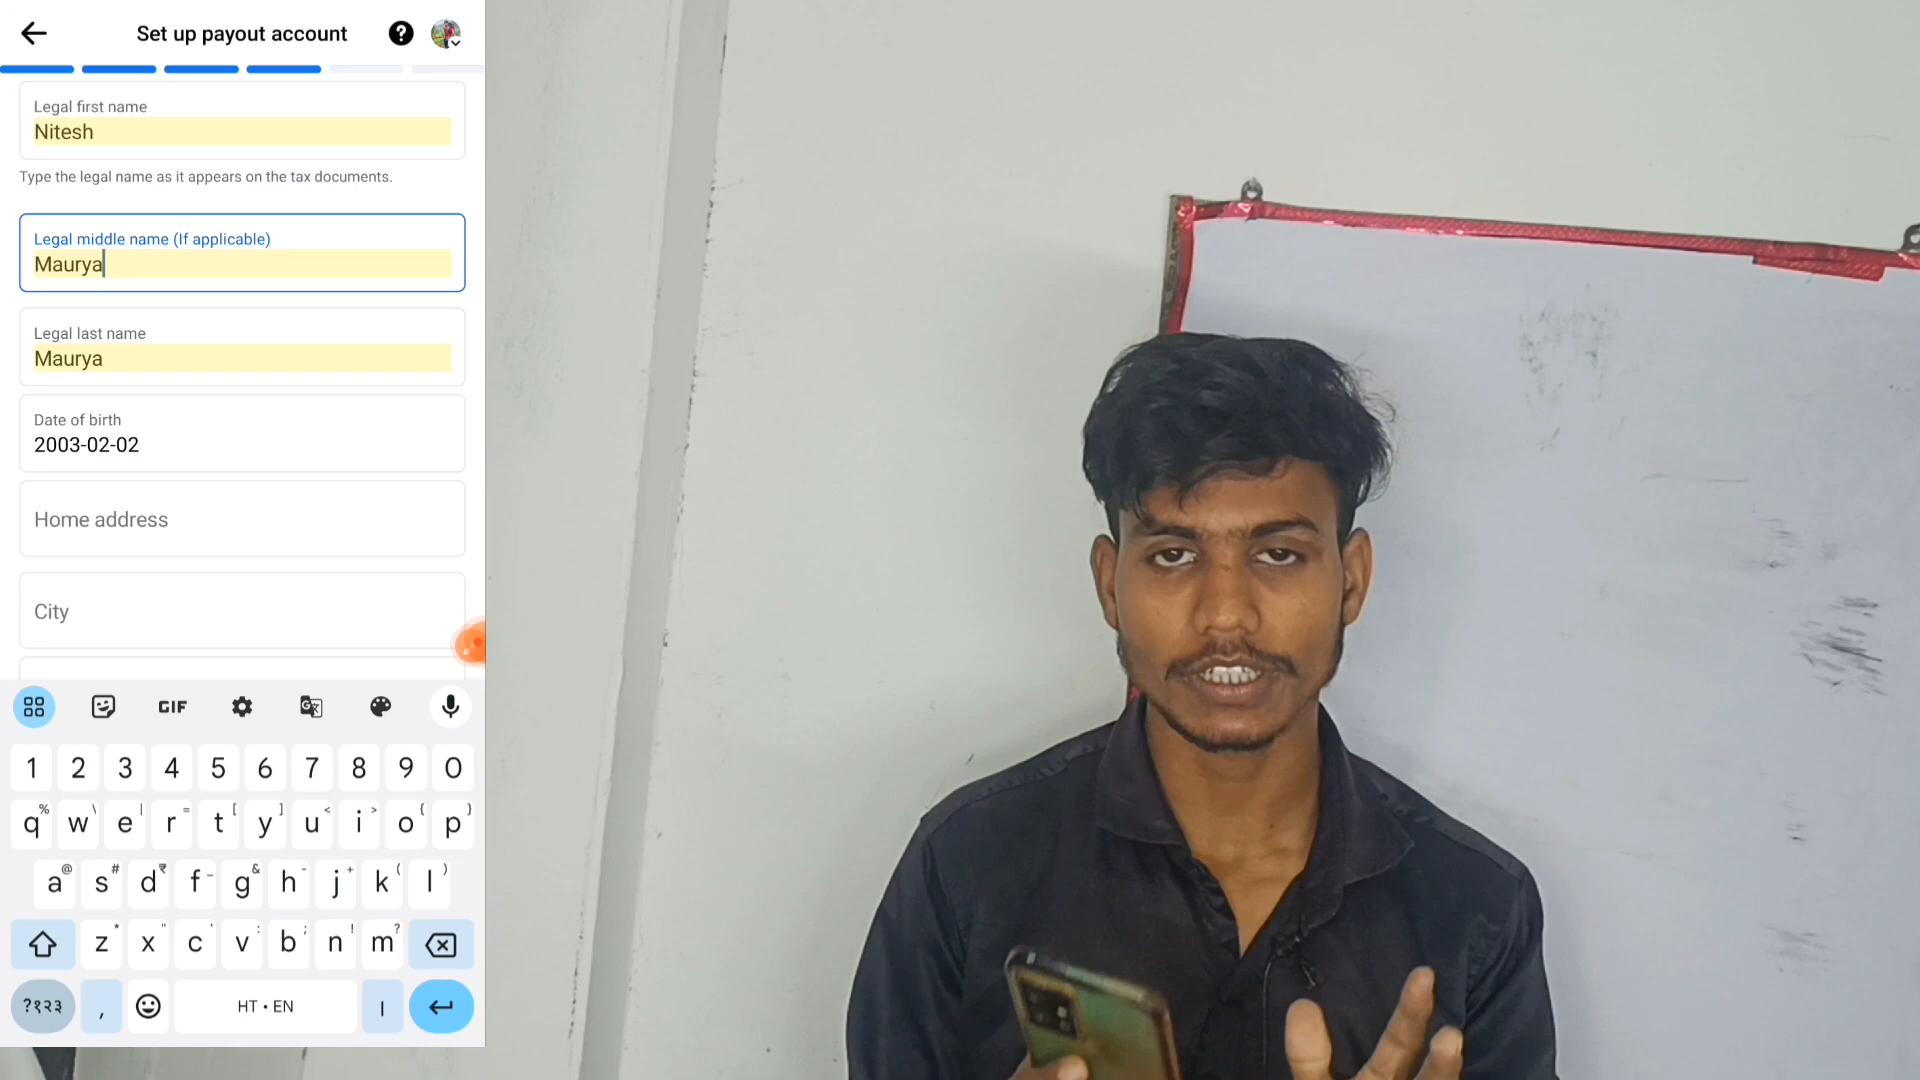 Set up payout account
Legal first name
Nitesh
Type the legal name as it appears on the tax documents.
Legal middle name (If applicable)
Maurya
Legal last name
Maurya
Date of birth
2003-02-02
Home address
City
GIF
1 2 3 4 5 6 7 8 9 0
q w e r t y u i o p
a s d f g h j k l
z x c v b n m
?१२३ , HT • EN |